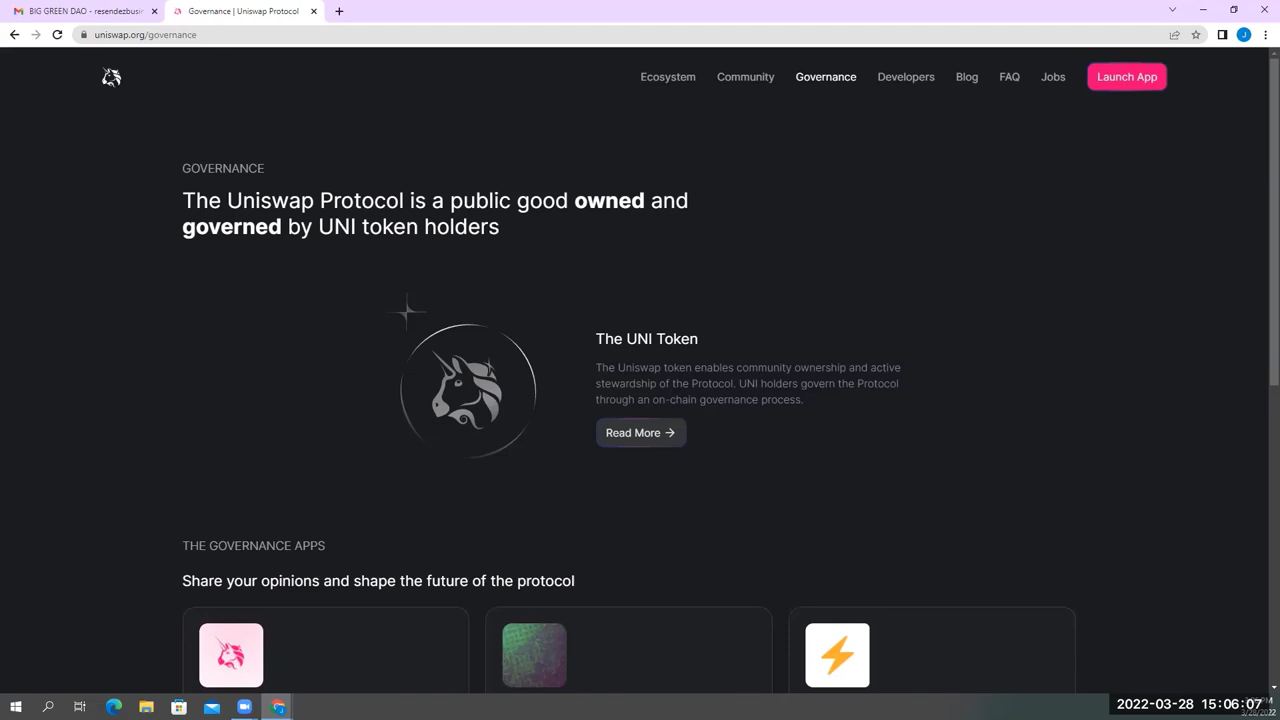 BIG GREEN DAO - resendezbusi
Governance | Uniswap Protocol
uniswap.org/governance
J
Ecosystem Community Governance Developers Blog FAQ Jobs Launch App
GOVERNANCE
The Uniswap Protocol is a public good owned and
governed by UNI token holders
The UNI Token
The Uniswap token enables community ownership and active
stewardship of the Protocol. UNI holders govern the Protocol
through an on-chain governance process.
Read More →
THE GOVERNANCE APPS
Share your opinions and shape the future of the protocol
2022-03-28 15:06:07